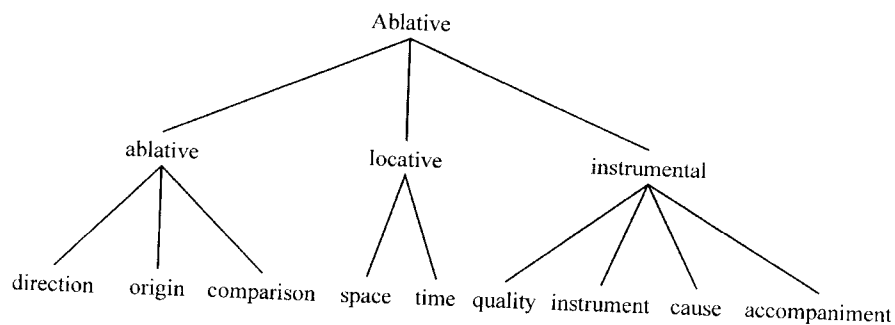 Ablative
ablative locative instrumental
direction origin comparison space time quality instrument cause accompaniment